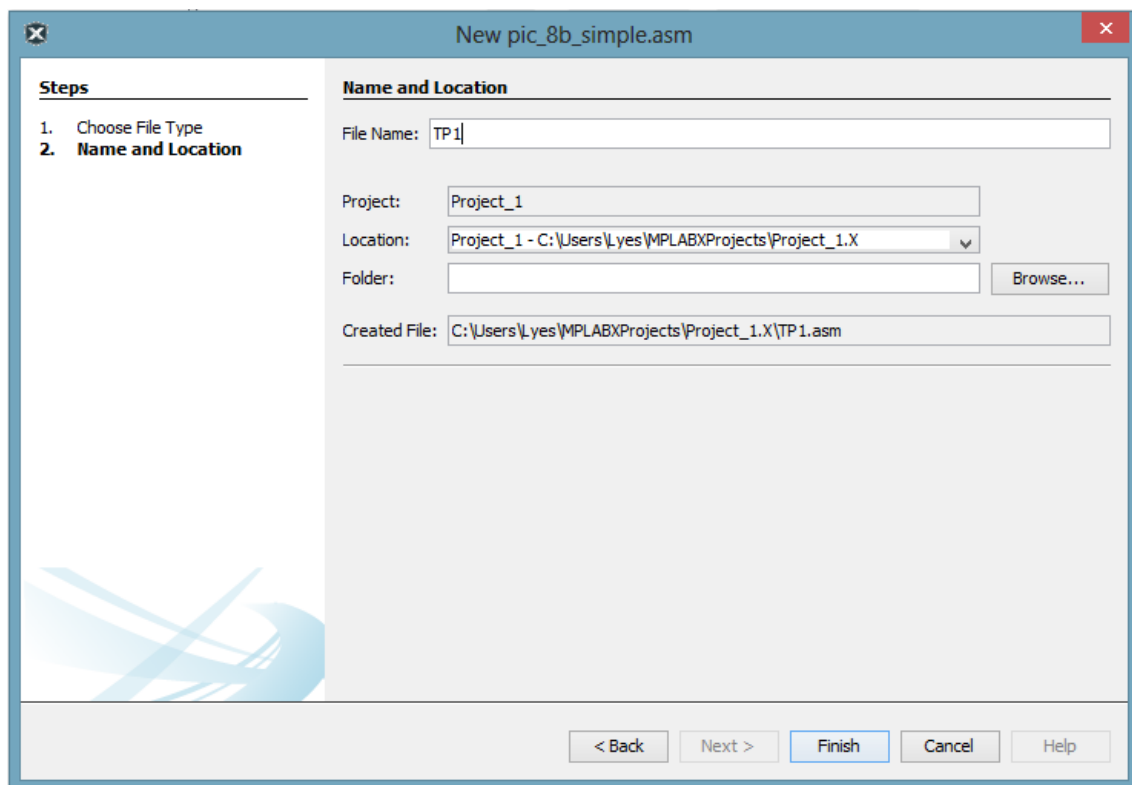 New pic_8b_simple.asm
Steps
1. Choose File Type
2. Name and Location
Name and Location
File Name: TP1
Project: Project_1
Location: Project_1 - C:\Users\Lyes\MPLABXProjects\Project_1.X
Folder:
Browse...
Created File: C:\Users\Lyes\MPLABXProjects\Project_1.X\TP1.asm
< Back Next > Finish Cancel Help